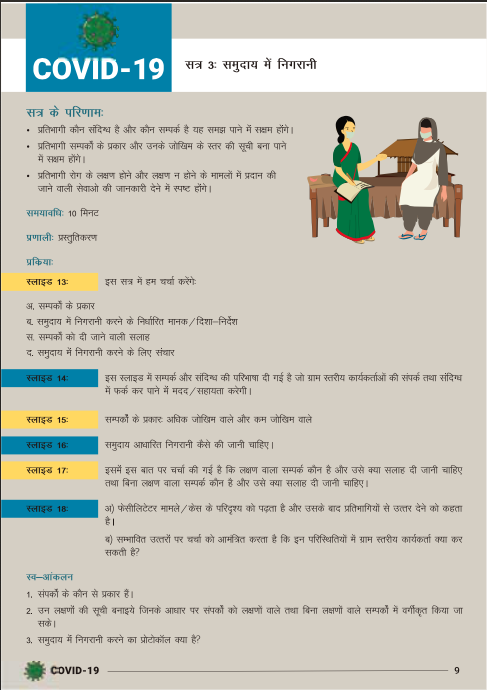 COVID-19
सत्र 3: समुदाय में निगरानी
सत्र के परिणाम:
• प्रतिभागी कौन संदिग्ध है और कौन सम्पर्क है यह समझ पाने में सक्षम होंगे।
• प्रतिभागी सम्पर्कों के प्रकार और उनके जोखिम के स्तर की सूची बना पाने
में सक्षम होंगे।
• प्रतिभागी रोग के लक्षण होने और लक्षण न होने के मामलों में प्रदान की
जाने वाली सेवाओ की जानकारी देने में स्पष्ट होंगे।
समयावधि: 10 मिनट
प्रणाली: प्रस्तुतिकरण
प्रक्रिया:
स्लाइड 13: इस सत्र में हम चर्चा करेंगे:
अ. सम्पर्कों के प्रकार
ब. समुदाय में निगरानी करने के निर्धारित मानक/दिशा–निर्देश
स. सम्पर्कों को दी जाने वाली सलाह
द. समुदाय में निगरानी करने के लिए संचार
स्लाइड 14: इस स्लाइड में सम्पर्क और संदिग्ध की परिभाषा दी गई है जो ग्राम स्तरीय कार्यकर्ताओं की संपर्क तथा संदिग्ध
में फर्क कर पाने में मदद/सहायता करेगी।
स्लाइड 15: सम्पर्कों के प्रकार: अधिक जोखिम वाले और कम जोखिम वाले
स्लाइड 16: समुदाय आधारित निगरानी कैसे की जानी चाहिए।
स्लाइड 17: इसमें इस बात पर चर्चा की गई है कि लक्षण वाला सम्पर्क कौन है और उसे क्या सलाह दी जानी चाहिए
तथा बिना लक्षण वाला सम्पर्क कौन है और उसे क्या सलाह दी जानी चाहिए।
स्लाइड 18: अ) फेसीलिटेटर मामले/केस के परिदृश्य को पढ़ता है और उसके बाद प्रतिभागियों से उत्तर देने को कहता
है।
ब) सम्भावित उत्तरों पर चर्चा को आमंत्रित करता है कि इन परिस्थितियों में ग्राम स्तरीय कार्यकर्ता क्या कर
सकती है?
स्व–आंकलन
1. संपर्कों के कौन से प्रकार हैं।
2. उन लक्षणों की सूची बनाइये जिनके आधार पर संपर्कों को लक्षणों वाले तथा बिना लक्षणों वाले सम्पर्कों में वर्गीकृत किया जा
सके।
3. समुदाय में निगरानी करने का प्रोटोकॉल क्या है?
COVID-19
9